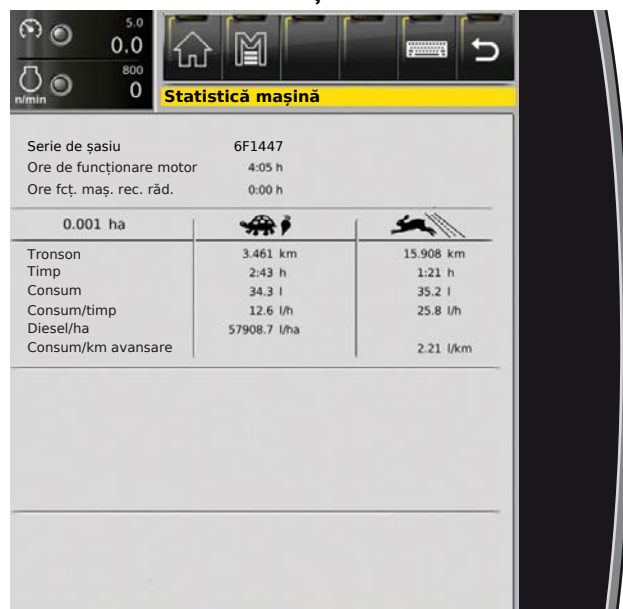 5.0
0.0
800
n/min 0
Statistică mașină
Serie de șasiu 6F1447
Ore de funcționare motor 4:05 h
Ore fcț. maș. rec. răd. 0:00 h
0.001 ha
Tronson 3.461 km 15.908 km
Timp 2:43 h 1:21 h
Consum 34.3 l 35.2 l
Consum/timp 12.6 l/h 25.8 l/h
Diesel/ha 57908.7 l/ha
Consum/km avansare 2.21 l/km